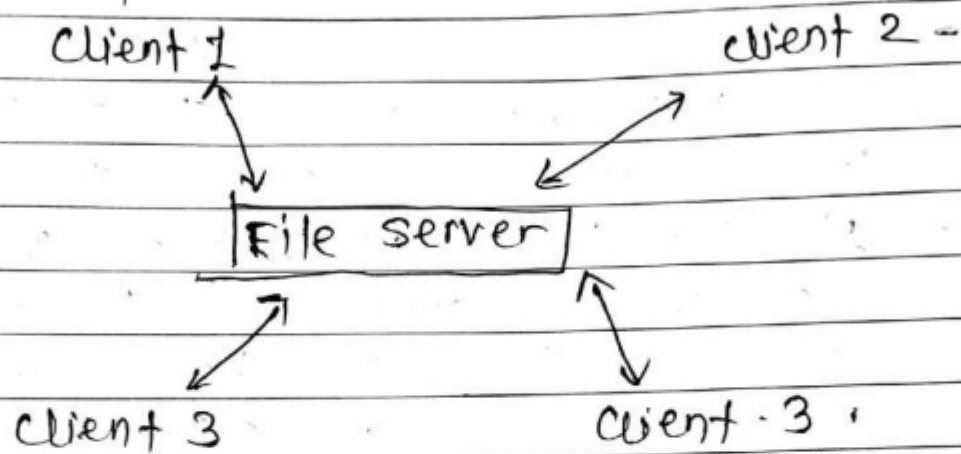 Client 1
Client 2 -
File server
Client 3
Client . 3 .